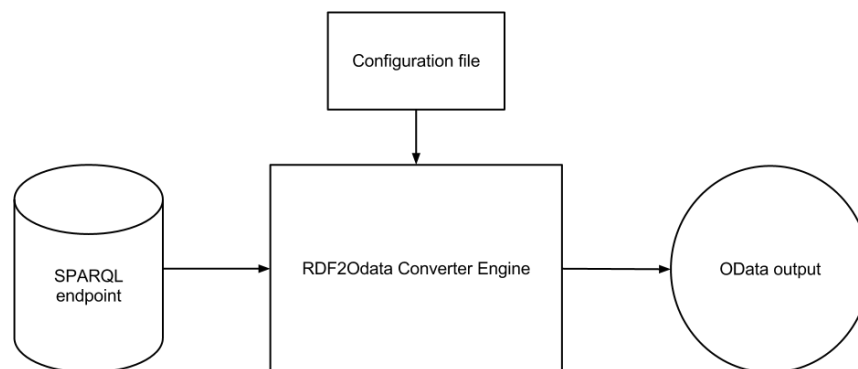 Configuration file
SPARQL
endpoint
RDF2Odata Converter Engine
OData output